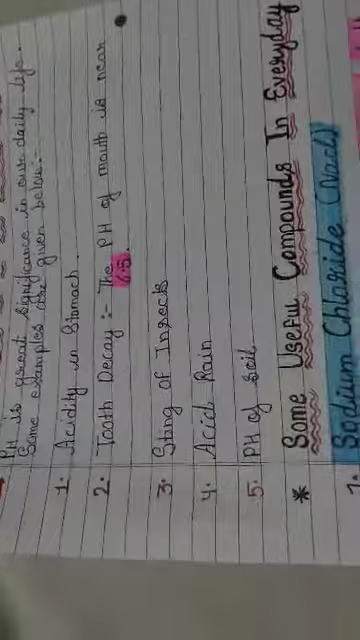 PH is great significance in our daily life.
Some examples are given below:-
1. Acidity in Stomach.
2. Tooth Decay:- The PH of mouth is near
6.5.
3. Sting of Insects
4. Acid Rain
5. PH of soil
* Some Useful Compounds In Everyday
1. Sodium Chloride (Nacl)